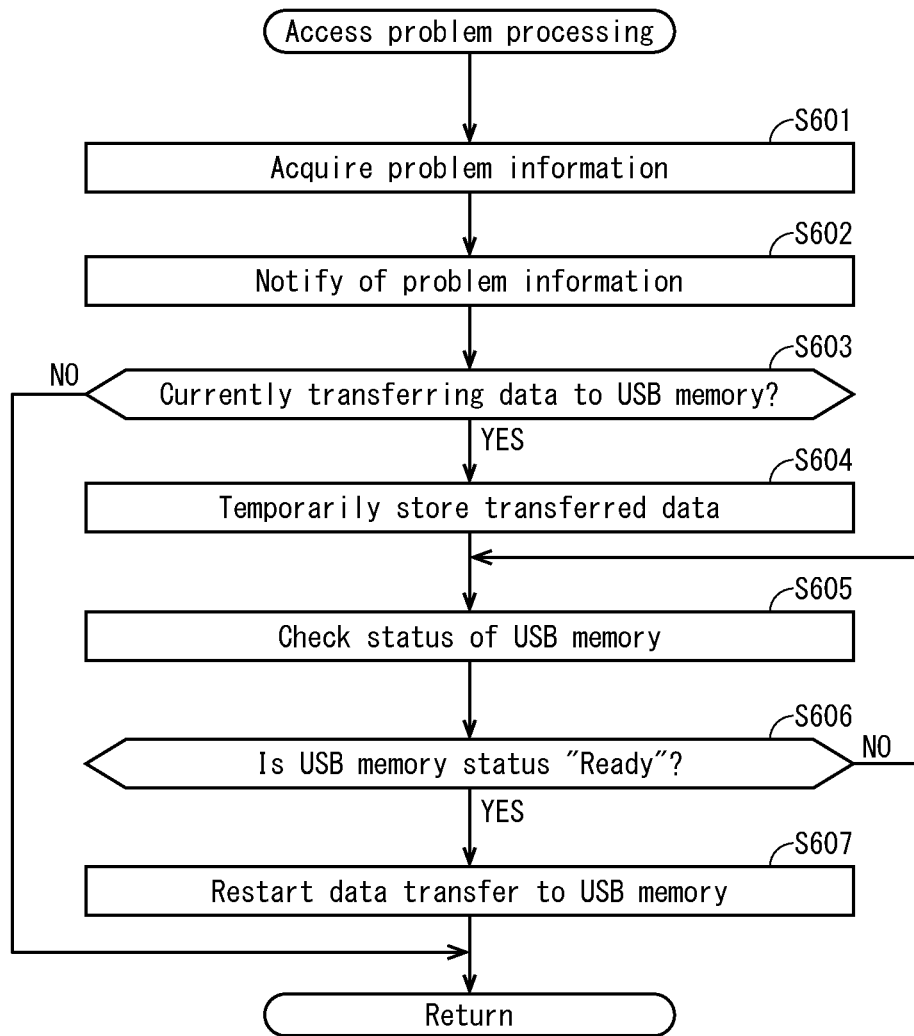 Access problem processing
S601
Acquire problem information
S602
Notify of problem information
S603
NO
Currently transferring data to USB memory?
YES
S604
Temporarily store transferred data
S605
Check status of USB memory
S606
Is USB memory status "Ready"?
NO
YES
S607
Restart data transfer to USB memory
Return